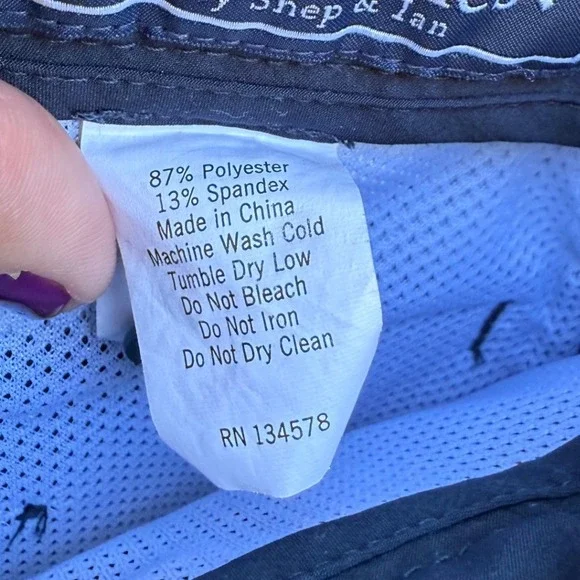 by Shep & Ian
87% Polyester
13% Spandex
Made in China
Machine Wash Cold
Tumble Dry Low
Do Not Bleach
Do Not Iron
Do Not Dry Clean
RN 134578